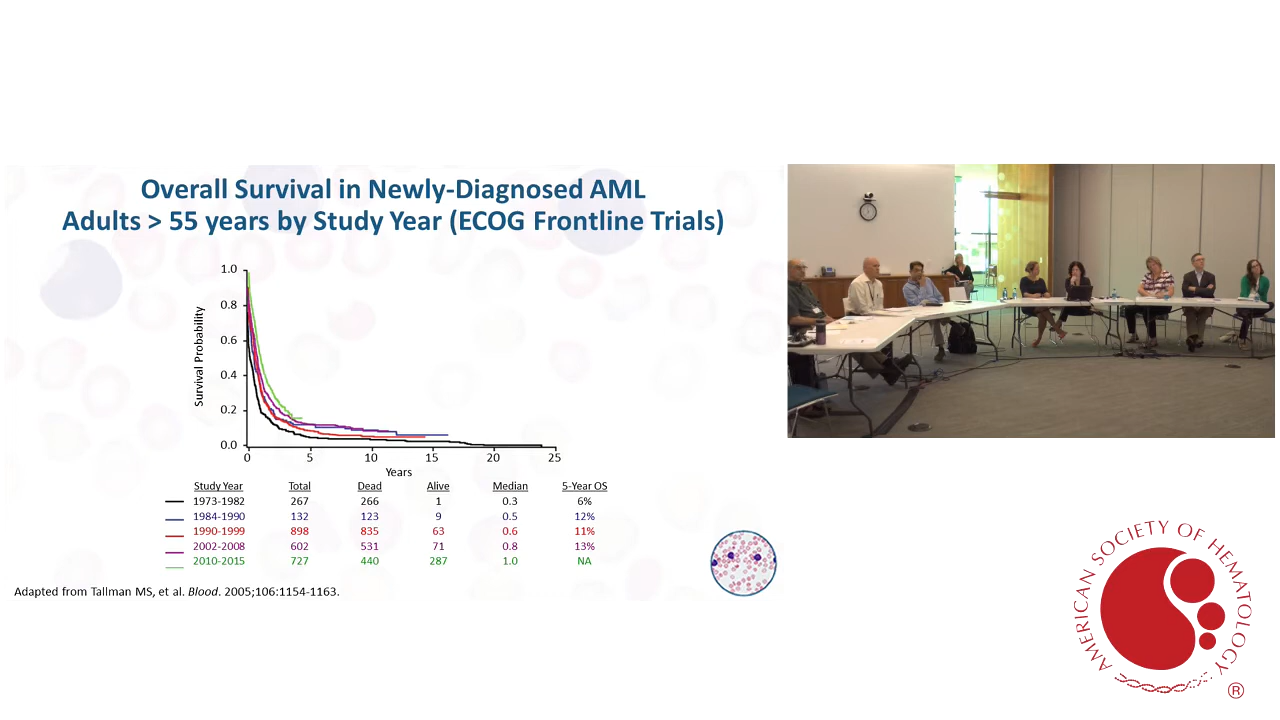 Overall Survival in Newly-Diagnosed AML
Adults > 55 years by Study Year (ECOG Frontline Trials)
Survival Probability
1.0
0.8
0.6
0.4
0.2
0.0
0 5 10 15 20 25
Years
Study Year Total Dead Alive Median 5-Year OS
1973-1982 267 266 1 0.3 6%
1984-1990 132 123 9 0.5 12%
1990-1999 898 835 63 0.6 11%
2002-2008 602 531 71 0.8 13%
2010-2015 727 440 287 1.0 NA
Adapted from Tallman MS, et al. Blood. 2005;106:1154-1163.
AMERICAN SOCIETY OF HEMATOLOGY
®